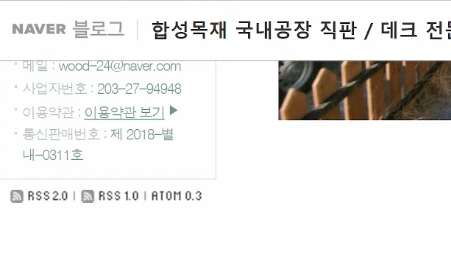 NAVER 블로그 | 합성목재 국내공장 직판 / 데크 전
· 메일 : wood-24@naver.com
· 사업자번호 : 203-27-94948
· 이용약관 : 이용약관 보기 ▶
· 통신판매번호 : 제 2018-별
내-0311호
RSS 2.0 | RSS 1.0 | ATOM 0.3